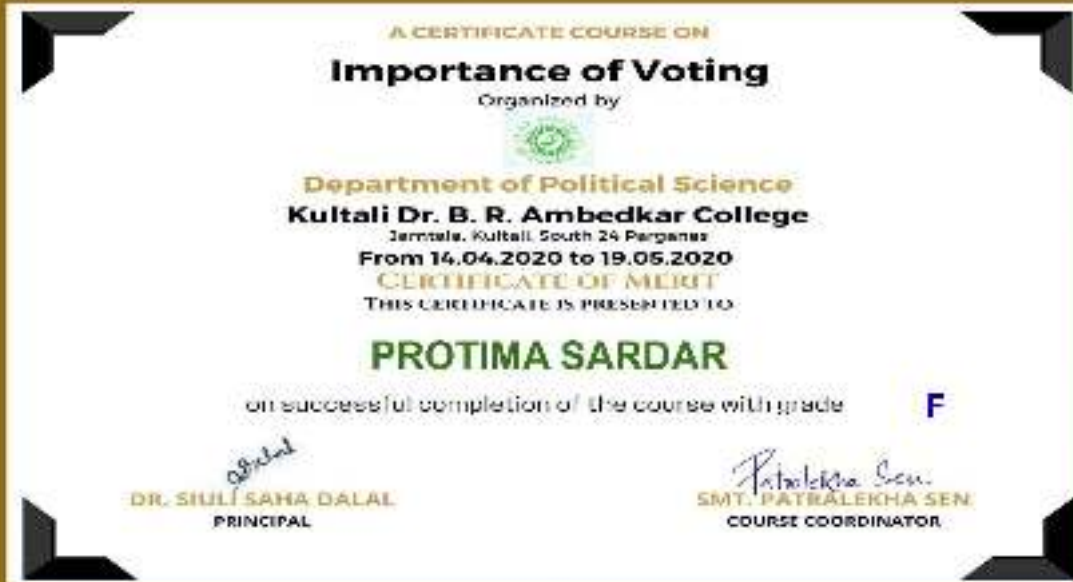 A CERTIFICATE COURSE ON
Importance of Voting
Organized by
Department of Political Science
Kultali Dr. B. R. Ambedkar College
Jamtala, Kultali, South 24 Parganas
From 14.04.2020 to 19.05.2020
CERTIFICATE OF MERIT
THIS CERTIFICATE IS PRESENTED TO
PROTIMA SARDAR
on successful completion of the course with grade F
Patralekha Sen.
DR. SIULI SAHA DALAL
SMT. PATRALEKHA SEN
PRINCIPAL
COURSE COORDINATOR